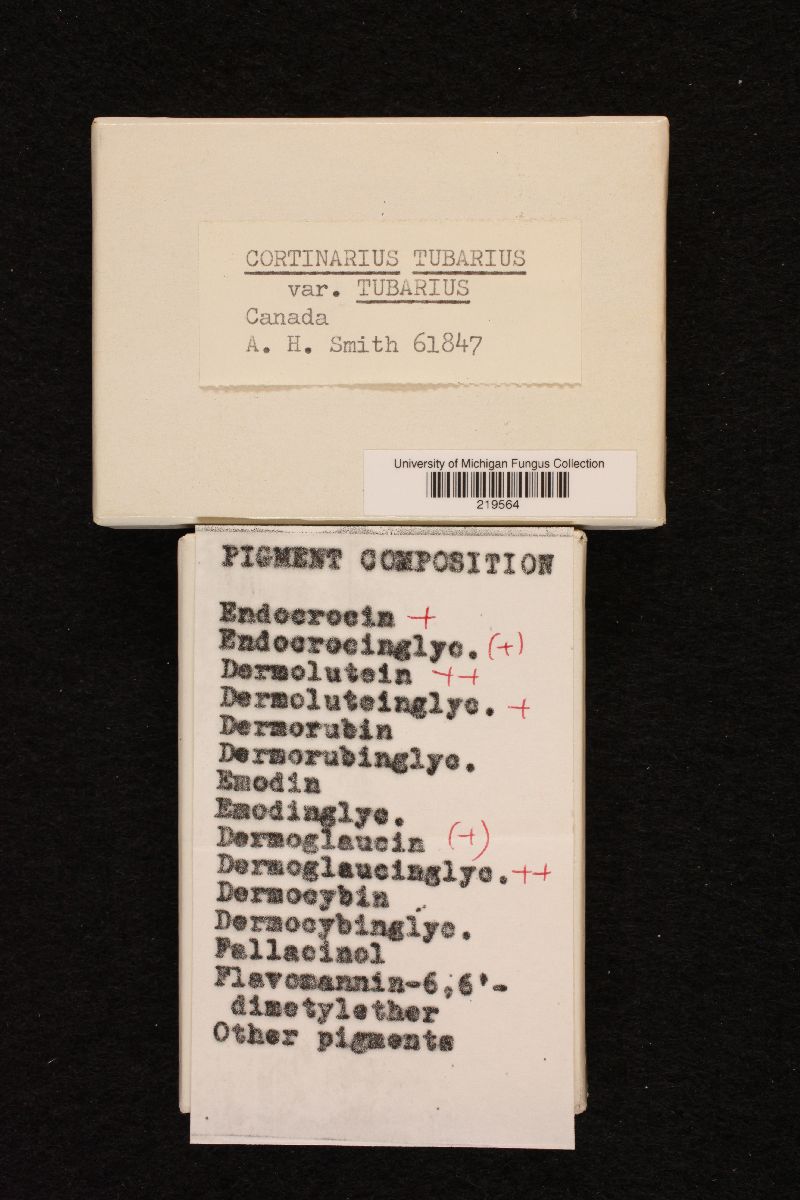 CORTINARIUS TUBARIUS
var. TUBARIUS
Canada
A. H. Smith 61847
University of Michigan Fungus Collection
219564
PIGMENT COMPOSITION
Endocrocin +
Endocrocinglyc. (+)
Dermolutein ++
Dermoluteinglyc. +
Dermorubin
Dermorubinglyc.
Emodin
Emodinglyc.
Dermoglaucin (+)
Dermoglaucinglyc. ++
Dermocybin
Dermocybinglyc.
Fallacinol
Flavomannin-6,6'-
dimetylether
Other pigments